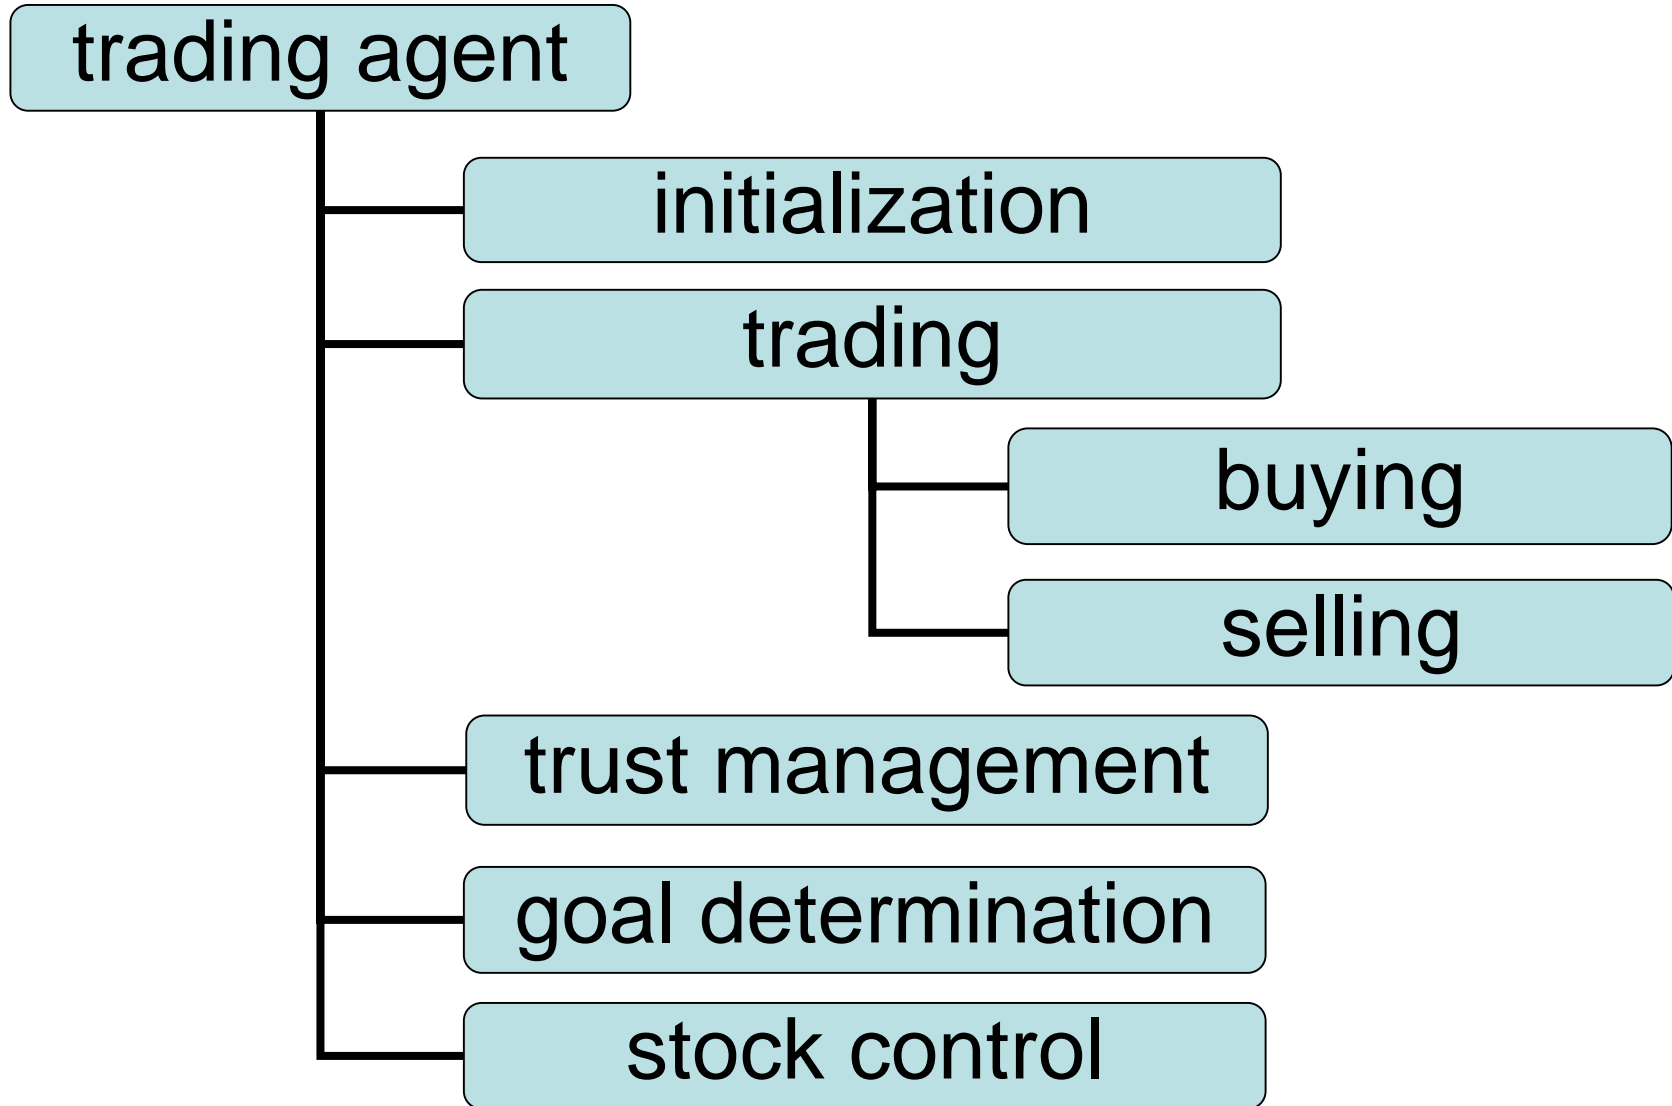 trading agent
initialization
trading
buying
selling
trust management
goal determination
stock control